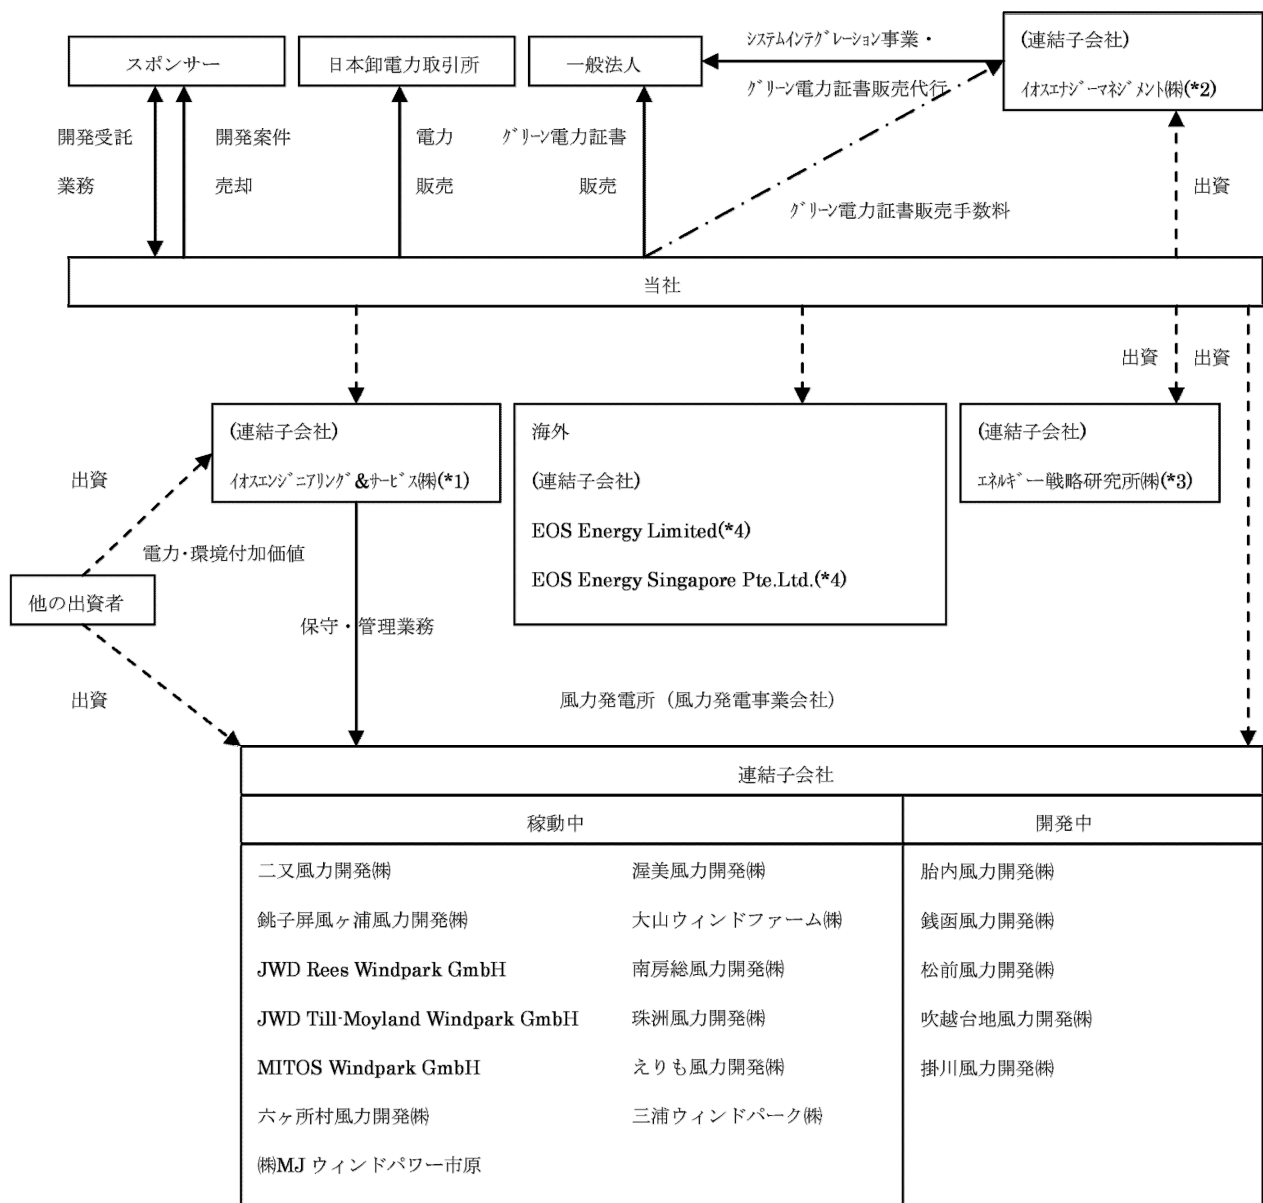 システムインテグレーション事業・
(連結子会社)
スポンサー
日本卸電力取引所
一般法人
グリーン電力証書販売代行
イオスエナジーマネジメント㈱(*2)
開発受託
開発案件
電力
グリーン電力証書
業務
売却
販売
販売
出資
グリーン電力証書販売手数料
当社
出資
出資
(連結子会社)
海外
(連結子会社)
出資
イオスエンジニアリング&サービス㈱(*1)
(連結子会社)
エネルギー戦略研究所㈱(*3)
EOS Energy Limited(*4)
電力・環境付加価値
EOS Energy Singapore Pte.Ltd.(*4)
他の出資者
保守・管理業務
出資
風力発電所（風力発電事業会社）
連結子会社
稼動中
開発中
二又風力開発㈱
渥美風力開発㈱
胎内風力開発㈱
銚子屏風ヶ浦風力開発㈱
大山ウィンドファーム㈱
銭函風力開発㈱
JWD Rees Windpark GmbH
南房総風力開発㈱
松前風力開発㈱
JWD Till-Moyland Windpark GmbH
珠洲風力開発㈱
吹越台地風力開発㈱
MITOS Windpark GmbH
えりも風力開発㈱
掛川風力開発㈱
六ヶ所村風力開発㈱
三浦ウィンドパーク㈱
㈱MJ ウィンドパワー市原